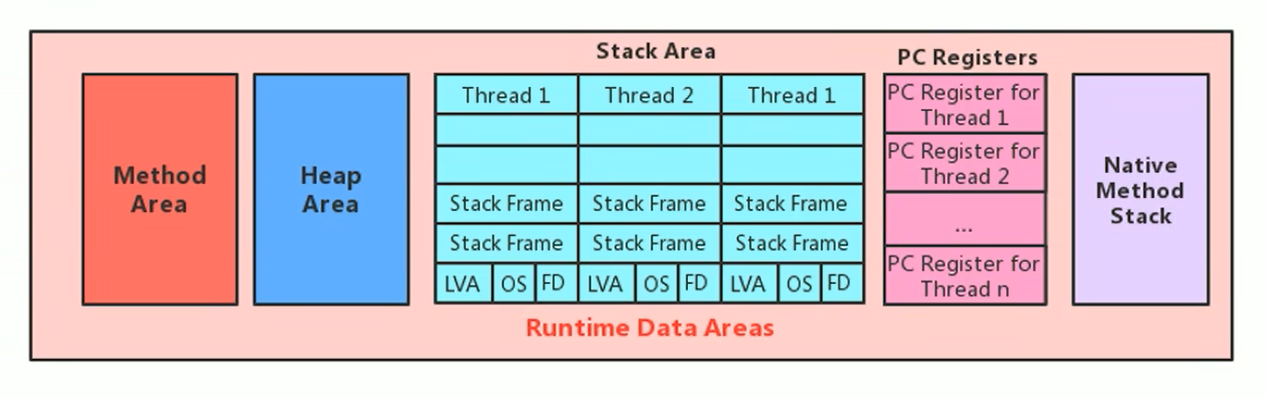 Stack Area
PC Registers
Method
Area
Heap
Area
Thread 1
Thread 2
Thread 1
Stack Frame
Stack Frame
Stack Frame
Stack Frame
Stack Frame
Stack Frame
LVA
OS
FD
LVA
OS
FD
LVA
OS
FD
PC Register for
Thread 1
PC Register for
Thread 2
...
PC Register for
Thread n
Native
Method
Stack
Runtime Data Areas